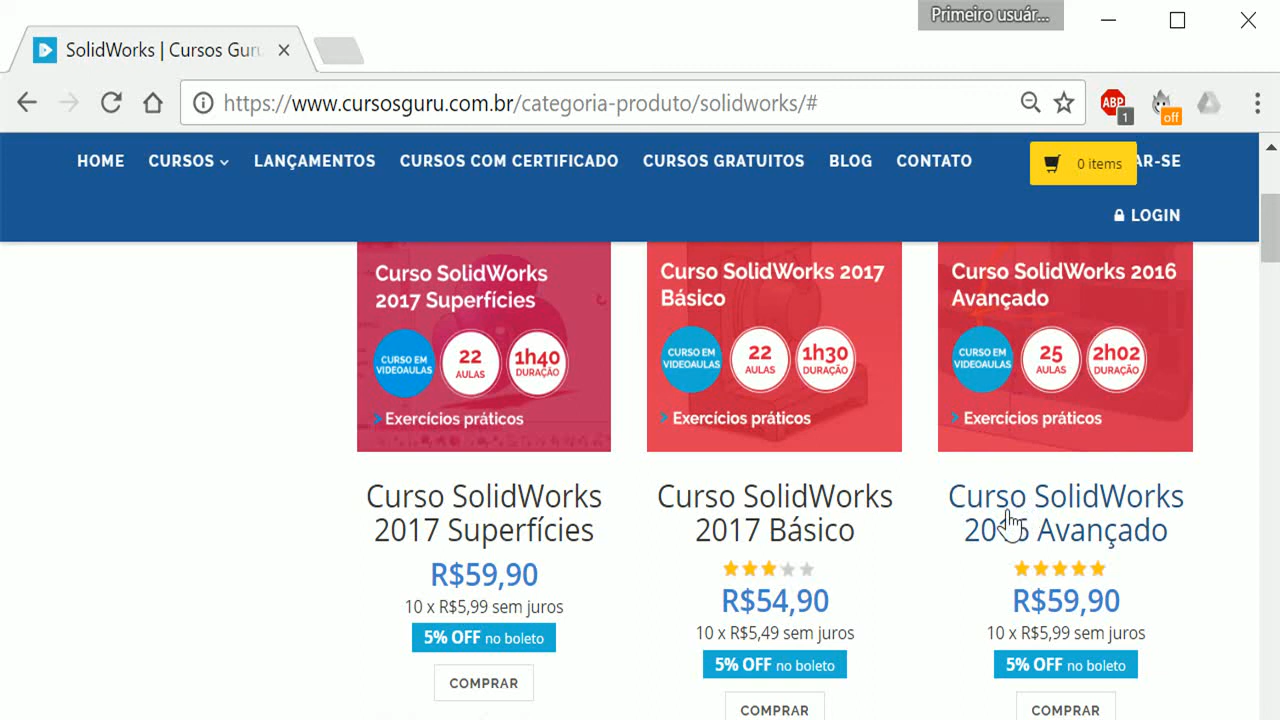 Primeiro usuár...
SolidWorks | Cursos Guru
https://www.cursosguru.com.br/categoria-produto/solidworks/#
ABP
1
off
HOME
CURSOS
LANÇAMENTOS
CURSOS COM CERTIFICADO
CURSOS GRATUITOS
BLOG
CONTATO
0 items
AR-SE
LOGIN
Curso SolidWorks
2017 Superfícies
CURSO EM
VIDEOAULAS
22
AULAS
1h40
DURAÇÃO
> Exercícios práticos
Curso SolidWorks
2017 Superfícies
R$59,90
10 x R$5,99 sem juros
5% OFF no boleto
COMPRAR
Curso SolidWorks 2017
Básico
CURSO EM
VIDEOAULAS
22
AULAS
1h30
DURAÇÃO
> Exercícios práticos
Curso SolidWorks
2017 Básico
R$54,90
10 x R$5,49 sem juros
5% OFF no boleto
COMPRAR
Curso SolidWorks 2016
Avançado
CURSO EM
VIDEOAULAS
25
AULAS
2h02
DURAÇÃO
> Exercícios práticos
Curso SolidWorks
2016 Avançado
R$59,90
10 x R$5,99 sem juros
5% OFF no boleto
COMPRAR